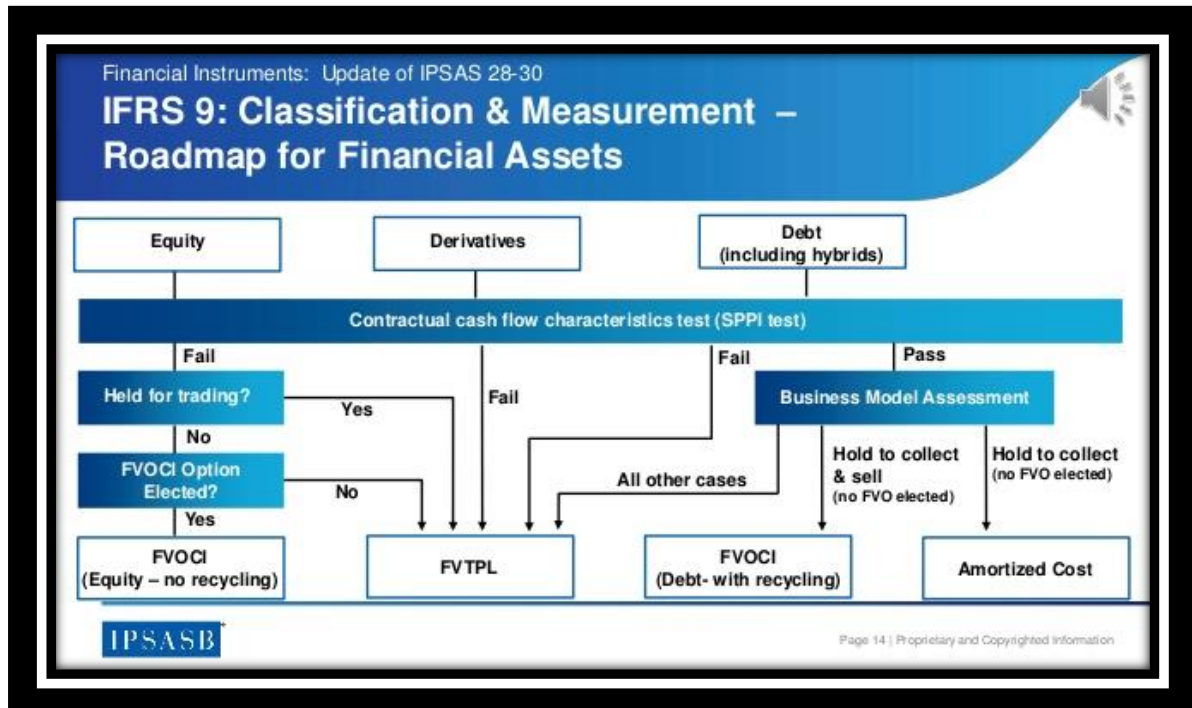 Financial Instruments: Update of IPSAS 28-30
IFRS 9: Classification & Measurement –
Roadmap for Financial Assets
Equity
Derivatives
Debt
(including hybrids)
Contractual cash flow characteristics test (SPPI test)
Fail
Fail
Pass
Held for trading?
Yes
Fail
Business Model Assessment
No
FVOCI Option
Elected?
No
All other cases
Hold to collect
& sell
(no FVO elected)
Hold to collect
(no FVO elected)
Yes
FVOCI
(Equity – no recycling)
FVTPL
FVOCI
(Debt- with recycling)
Amortized Cost
IPSASB
Page 14 | Proprietary and Copyrighted Information